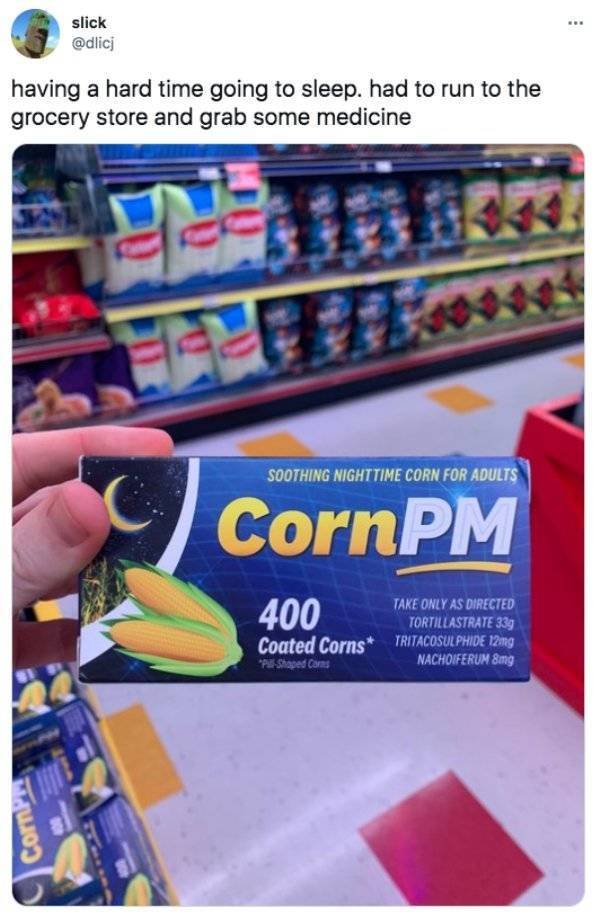 slick
@dlicj
having a hard time going to sleep. had to run to the
grocery store and grab some medicine
SOOTHING NIGHTTIME CORN FOR ADULTS
CornPM
400
Coated Corns*
*Pill-Shaped Corns
TAKE ONLY AS DIRECTED
TORTILLASTRATE 33g
TRITACOSULPHIDE 12mg
NACHOIFERUM 8mg
CornPM
400